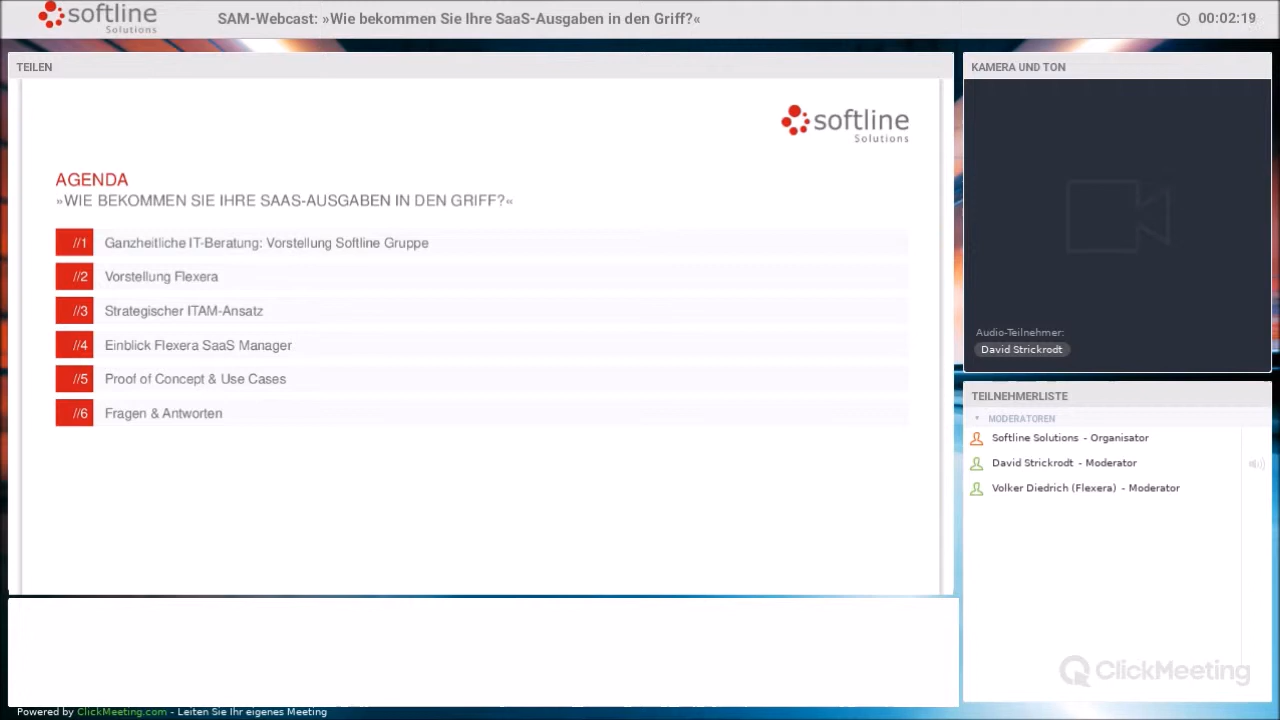 softline
Solutions
SAM-Webcast: »Wie bekommen Sie Ihre SaaS-Ausgaben in den Griff?«
00:02:19
TEILEN
softline
Solutions
AGENDA
»WIE BEKOMMEN SIE IHRE SAAS-AUSGABEN IN DEN GRIFF?«
//1 Ganzheitliche IT-Beratung: Vorstellung Softline Gruppe
//2 Vorstellung Flexera
//3 Strategischer ITAM-Ansatz
//4 Einblick Flexera SaaS Manager
//5 Proof of Concept & Use Cases
//6 Fragen & Antworten
KAMERA UND TON
Audio-Teilnehmer:
David Strickrodt
TEILNEHMERLISTE
MODERATOREN
Softline Solutions - Organisator
David Strickrodt - Moderator
Volker Diedrich (Flexera) - Moderator
ClickMeeting
Powered by ClickMeeting.com - Leiten Sie Ihr eigenes Meeting